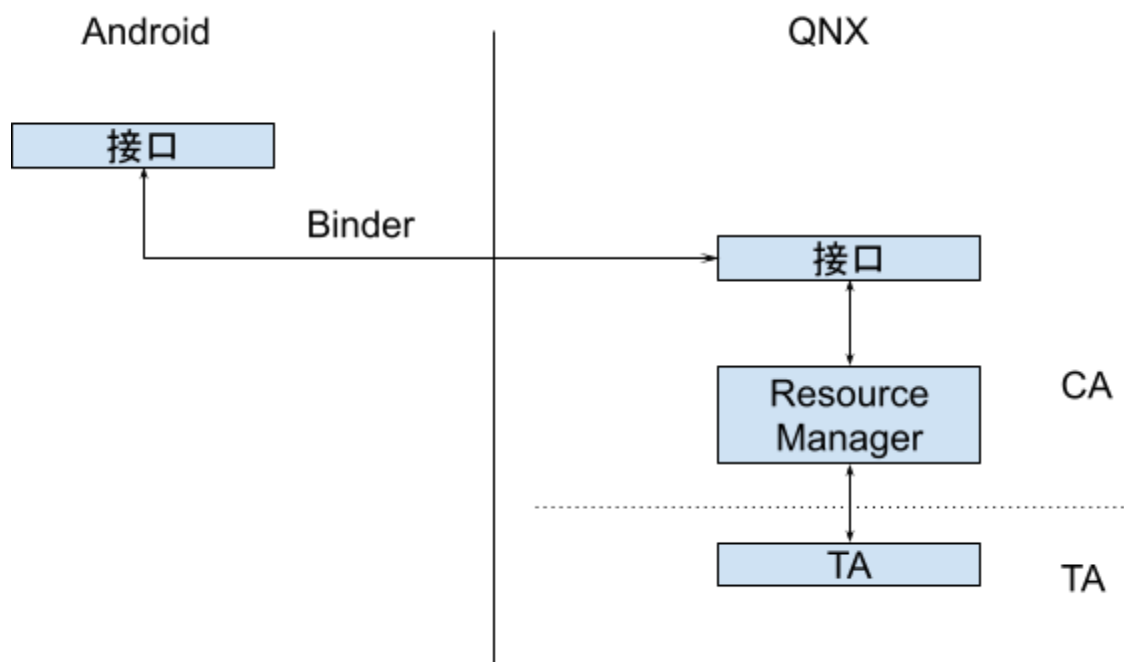 Android
QNX
接口
Binder
接口
Resource
Manager
CA
TA
TA